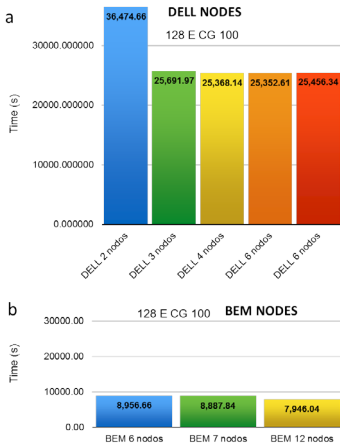 a
DELL NODES
128 E CG 100
36,474.66
25,691.97
25,368.14
25,352.61
25,456.34
30000.000000
20000.000000
10000.000000
0.000000
Time (s)
DELL 2 nodos
DELL 3 nodos
DELL 4 nodos
DELL 6 nodos
DELL 6 nodos
b
128 E CG 100 BEM NODES
30000.00
20000.00
10000.00
0.00
Time (s)
8,956.66
8,887.84
7,946.04
BEM 6 nodos
BEM 7 nodos
BEM 12 nodos